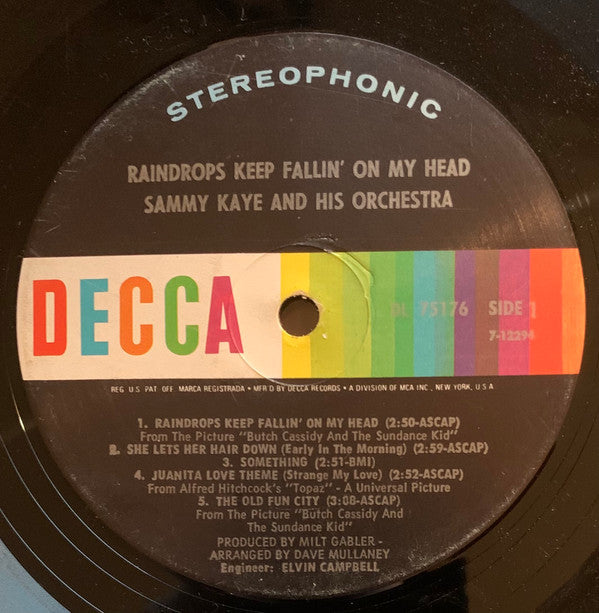 STEREOPHONIC
RAINDROPS KEEP FALLIN' ON MY HEAD
SAMMY KAYE AND HIS ORCHESTRA
DECCA
DL 75176 SIDE 1
7-12294
REG. U.S. PAT. OFF. MARCA REGISTRADA • MFR'D BY DECCA RECORDS • A DIVISION OF MCA INC., NEW YORK, U.S.A
1. RAINDROPS KEEP FALLIN' ON MY HEAD (2:50-ASCAP)
From The Picture "Butch Cassidy And The Sundance Kid"
2. SHE LETS HER HAIR DOWN (Early In The Morning) (2:59-ASCAP)
3. SOMETHING (2:51-BMI)
4. JUANITA LOVE THEME (Strange My Love) (2:52-ASCAP)
From Alfred Hitchcock's "Topaz" - A Universal Picture
5. THE OLD FUN CITY (3:08-ASCAP)
From The Picture "Butch Cassidy And
The Sundance Kid"
PRODUCED BY MILT GABLER -
ARRANGED BY DAVE MULLANEY
Engineer: ELVIN CAMPBELL